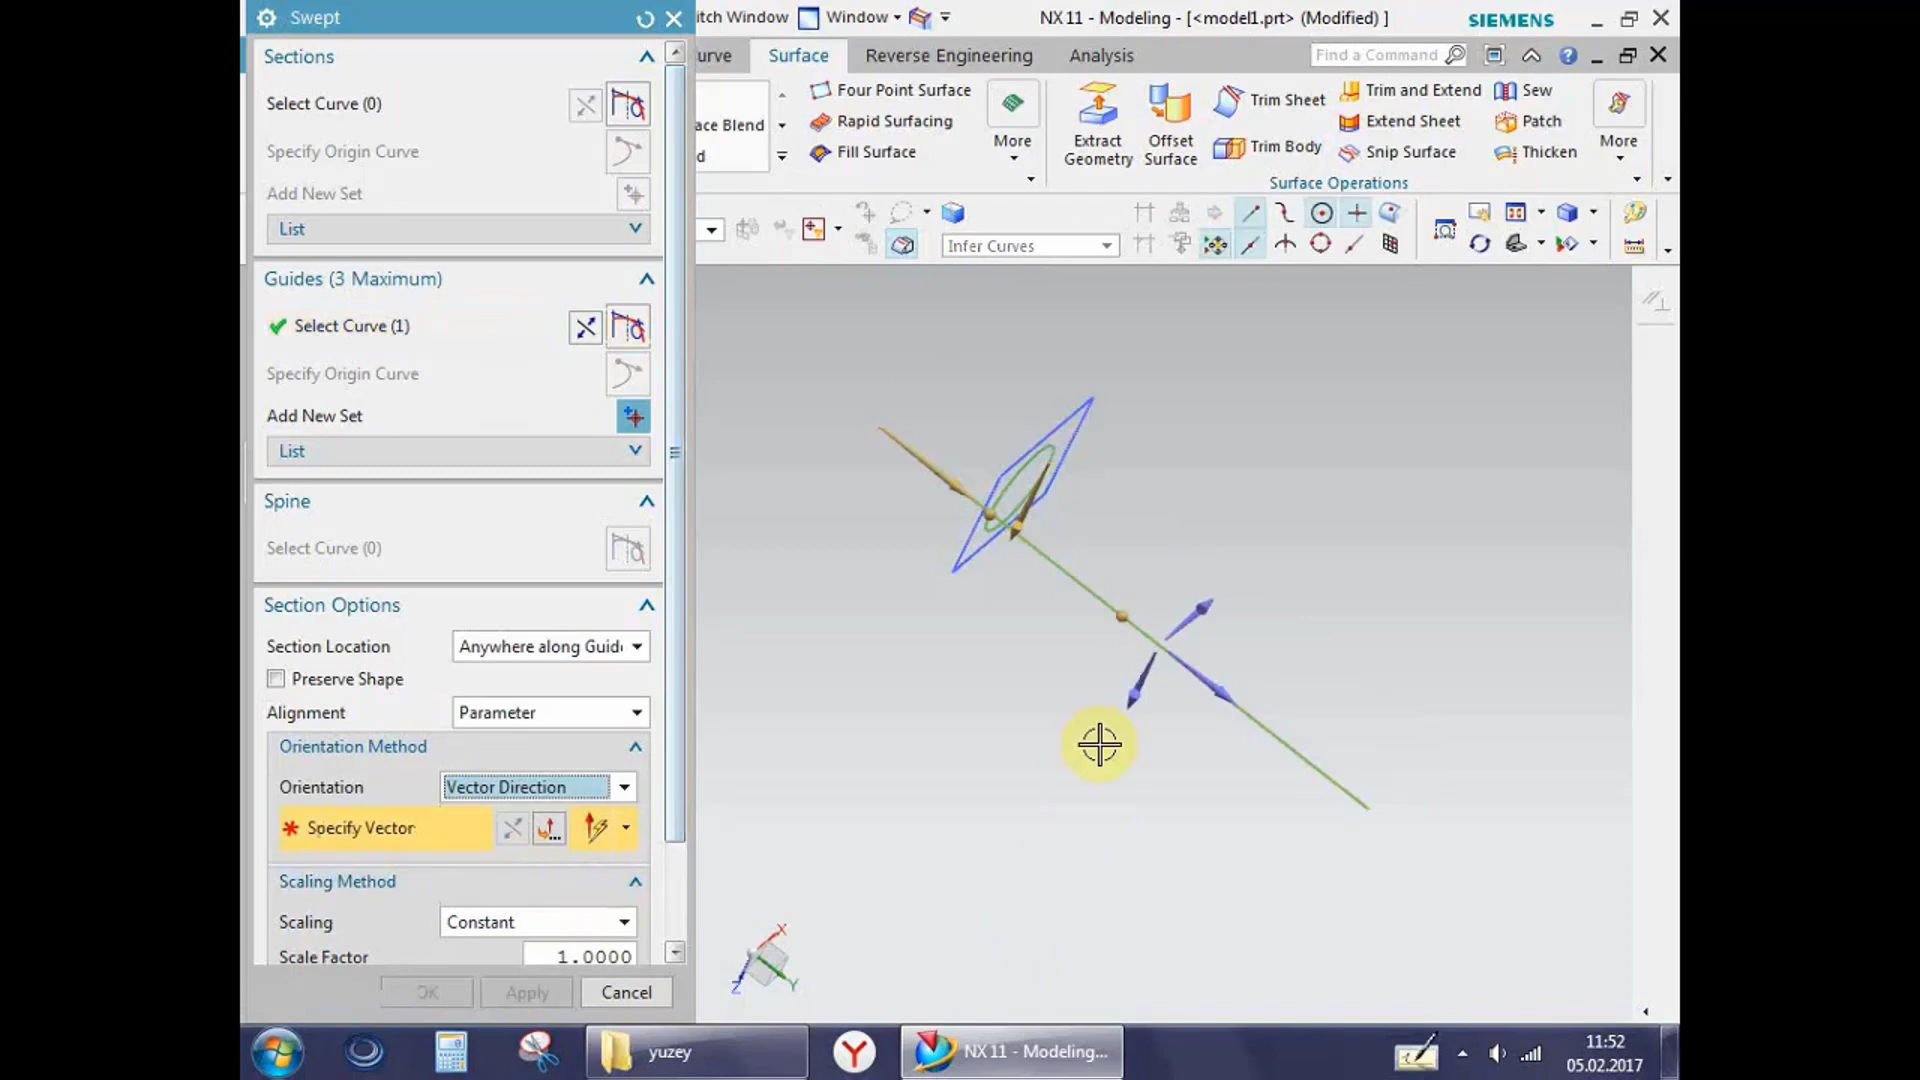 Swept
itch Window
Window
NX 11 - Modeling - [<model1.prt> (Modified) ]
SIEMENS
Sections
Select Curve (0)
Specify Origin Curve
Add New Set
List
Guides (3 Maximum)
Select Curve (1)
Specify Origin Curve
Add New Set
List
Spine
Select Curve (0)
Section Options
Section Location
Anywhere along Guid
Preserve Shape
Alignment
Parameter
Orientation Method
Orientation
Vector Direction
* Specify Vector
Scaling Method
Scaling
Constant
Scale Factor
1.0000
OK
Apply
Cancel
urve
Surface
Reverse Engineering
Analysis
Find a Command
ace Blend
d
Four Point Surface
Rapid Surfacing
Fill Surface
More
Extract
Geometry
Offset
Surface
Trim Sheet
Trim Body
Trim and Extend
Extend Sheet
Snip Surface
Sew
Patch
Thicken
More
Surface Operations
Infer Curves
X
Y
Z
yuzey
NX 11 - Modeling...
11:52
05.02.2017